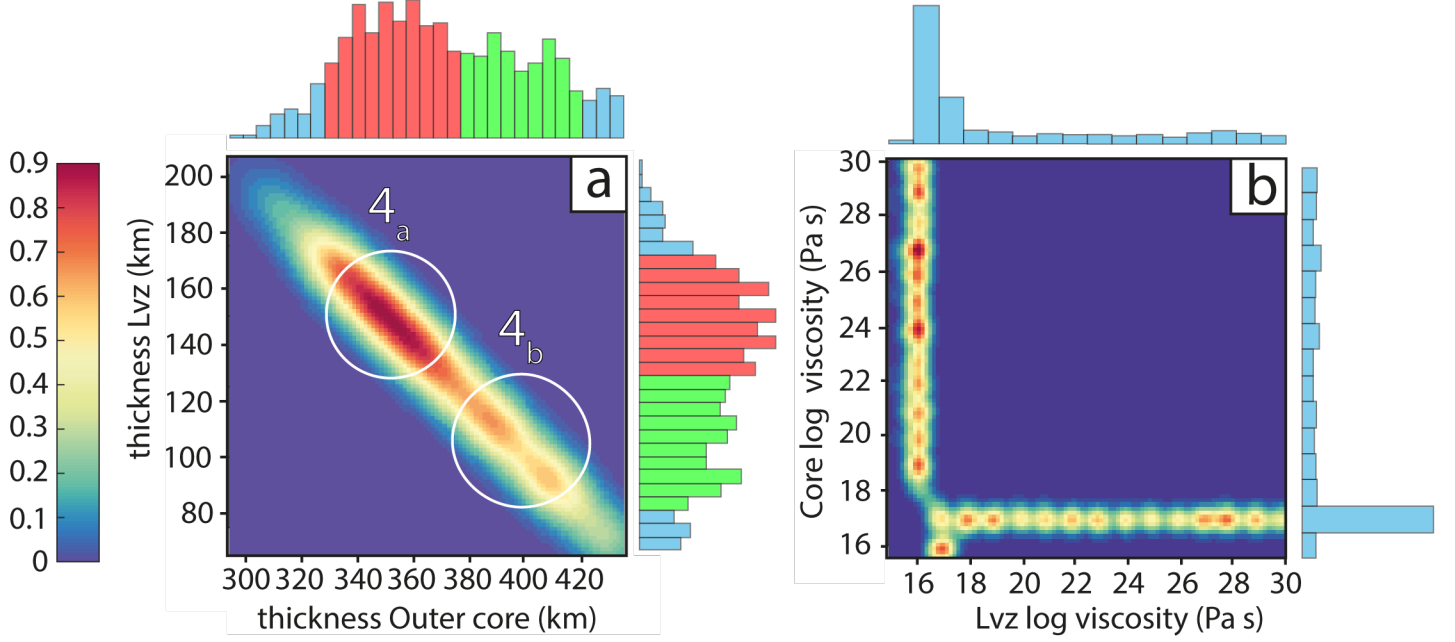 0.9
0.8
0.7
0.6
0.5
0.4
0.3
0.2
0.1
0
thickness Lvz (km)
200
180
160
140
120
100
80
a
4a
4b
300 320 340 360 380 400 420
thickness Outer core (km)
Core log viscosity (Pa s)
30
28
26
24
22
20
18
16
b
16 18 20 22 24 26 28 30
Lvz log viscosity (Pa s)